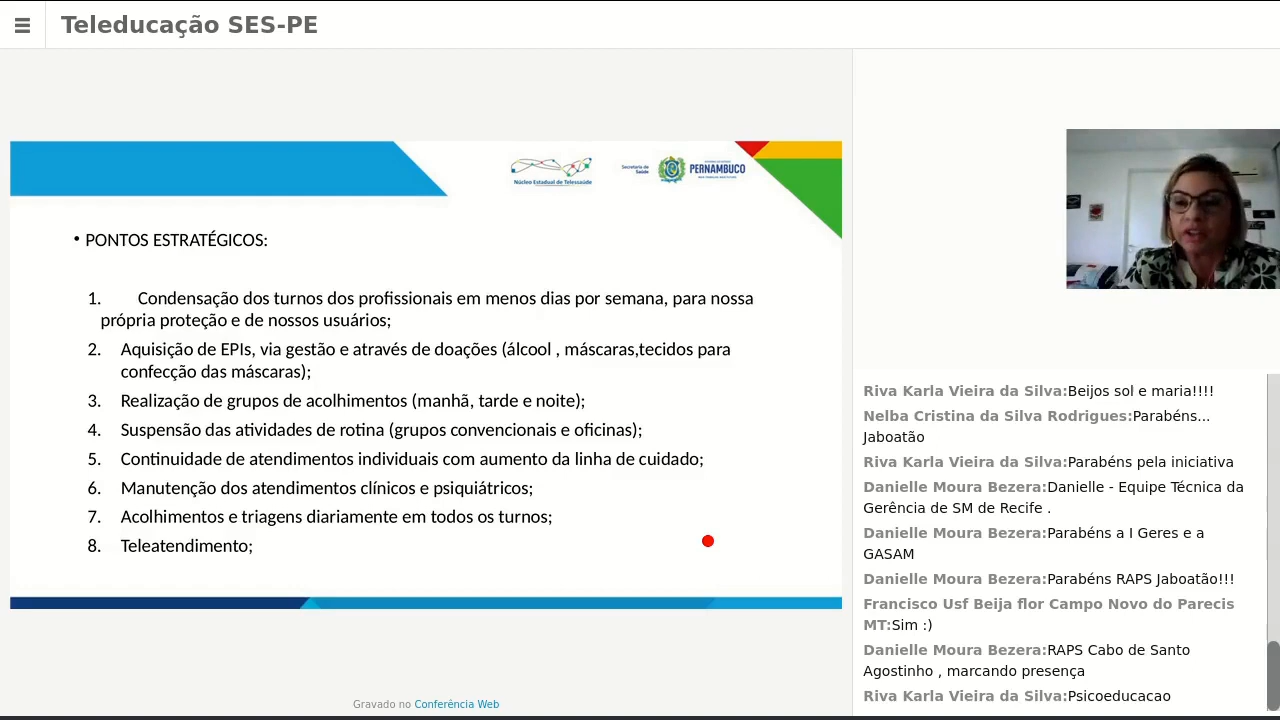 Teleducação SES-PE
Núcleo Estadual de Telessaúde
Secretaria de
Saúde
PERNAMBUCO
• PONTOS ESTRATÉGICOS:
1. Condensação dos turnos dos profissionais em menos dias por semana, para nossa
própria proteção e de nossos usuários;
2. Aquisição de EPIs, via gestão e através de doações (álcool , máscaras,tecidos para
confecção das máscaras);
3. Realização de grupos de acolhimentos (manhã, tarde e noite);
4. Suspensão das atividades de rotina (grupos convencionais e oficinas);
5. Continuidade de atendimentos individuais com aumento da linha de cuidado;
6. Manutenção dos atendimentos clínicos e psiquiátricos;
7. Acolhimentos e triagens diariamente em todos os turnos;
8. Teleatendimento;
Gravado no Conferência Web
Riva Karla Vieira da Silva:Beijos sol e maria!!!!
Nelba Cristina da Silva Rodrigues:Parabéns...
Jaboatão
Riva Karla Vieira da Silva:Parabéns pela iniciativa
Danielle Moura Bezera:Danielle - Equipe Técnica da
Gerência de SM de Recife .
Danielle Moura Bezera:Parabéns a I Geres e a
GASAM
Danielle Moura Bezera:Parabéns RAPS Jaboatão!!!
Francisco Usf Beija flor Campo Novo do Parecis
MT:Sim :)
Danielle Moura Bezera:RAPS Cabo de Santo
Agostinho , marcando presença
Riva Karla Vieira da Silva:Psicoeducacao